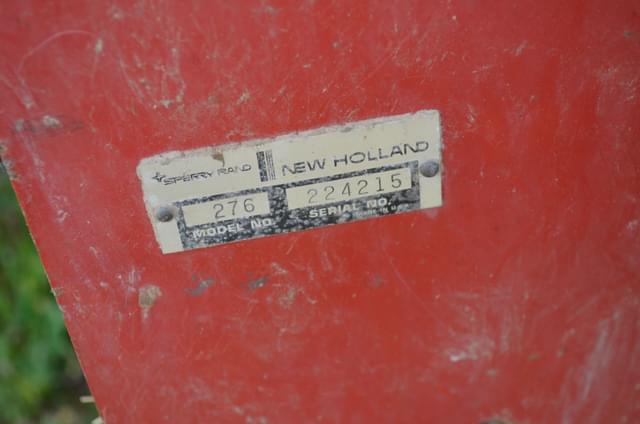 SPERRY RAND NEW HOLLAND
276 224215
MODEL NO. SERIAL NO.